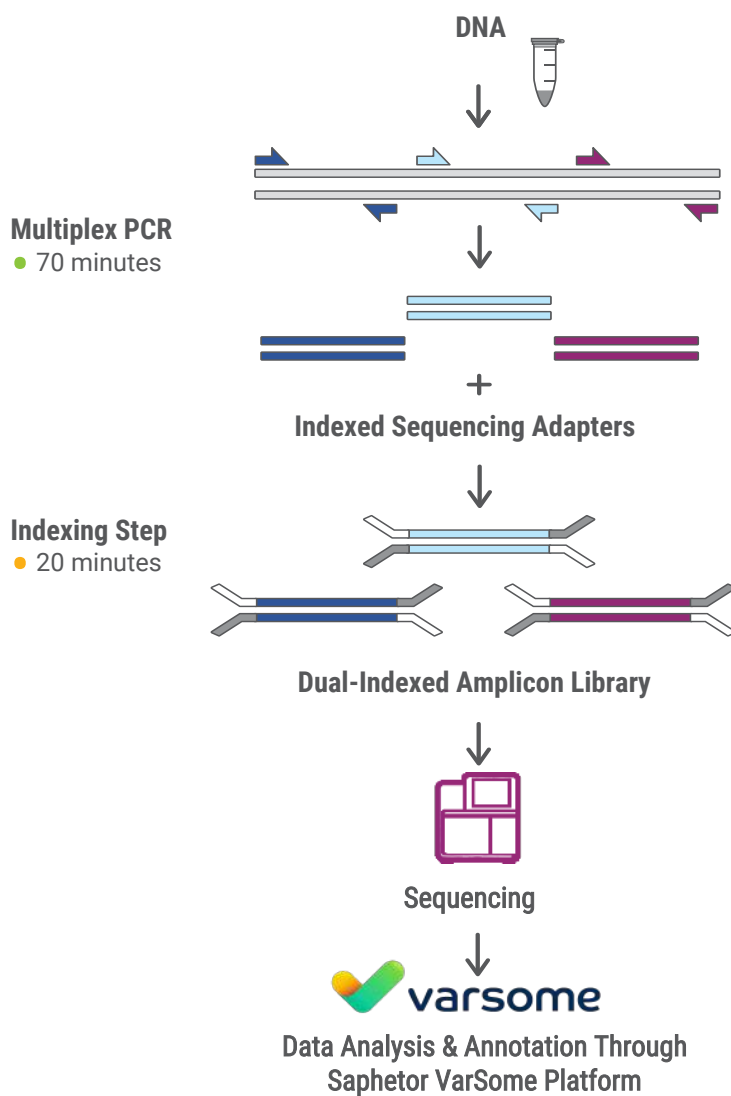 DNA
Multiplex PCR
• 70 minutes
+
Indexed Sequencing Adapters
Indexing Step
• 20 minutes
Dual-Indexed Amplicon Library
Sequencing
varsome
Data Analysis & Annotation Through
Saphetor VarSome Platform